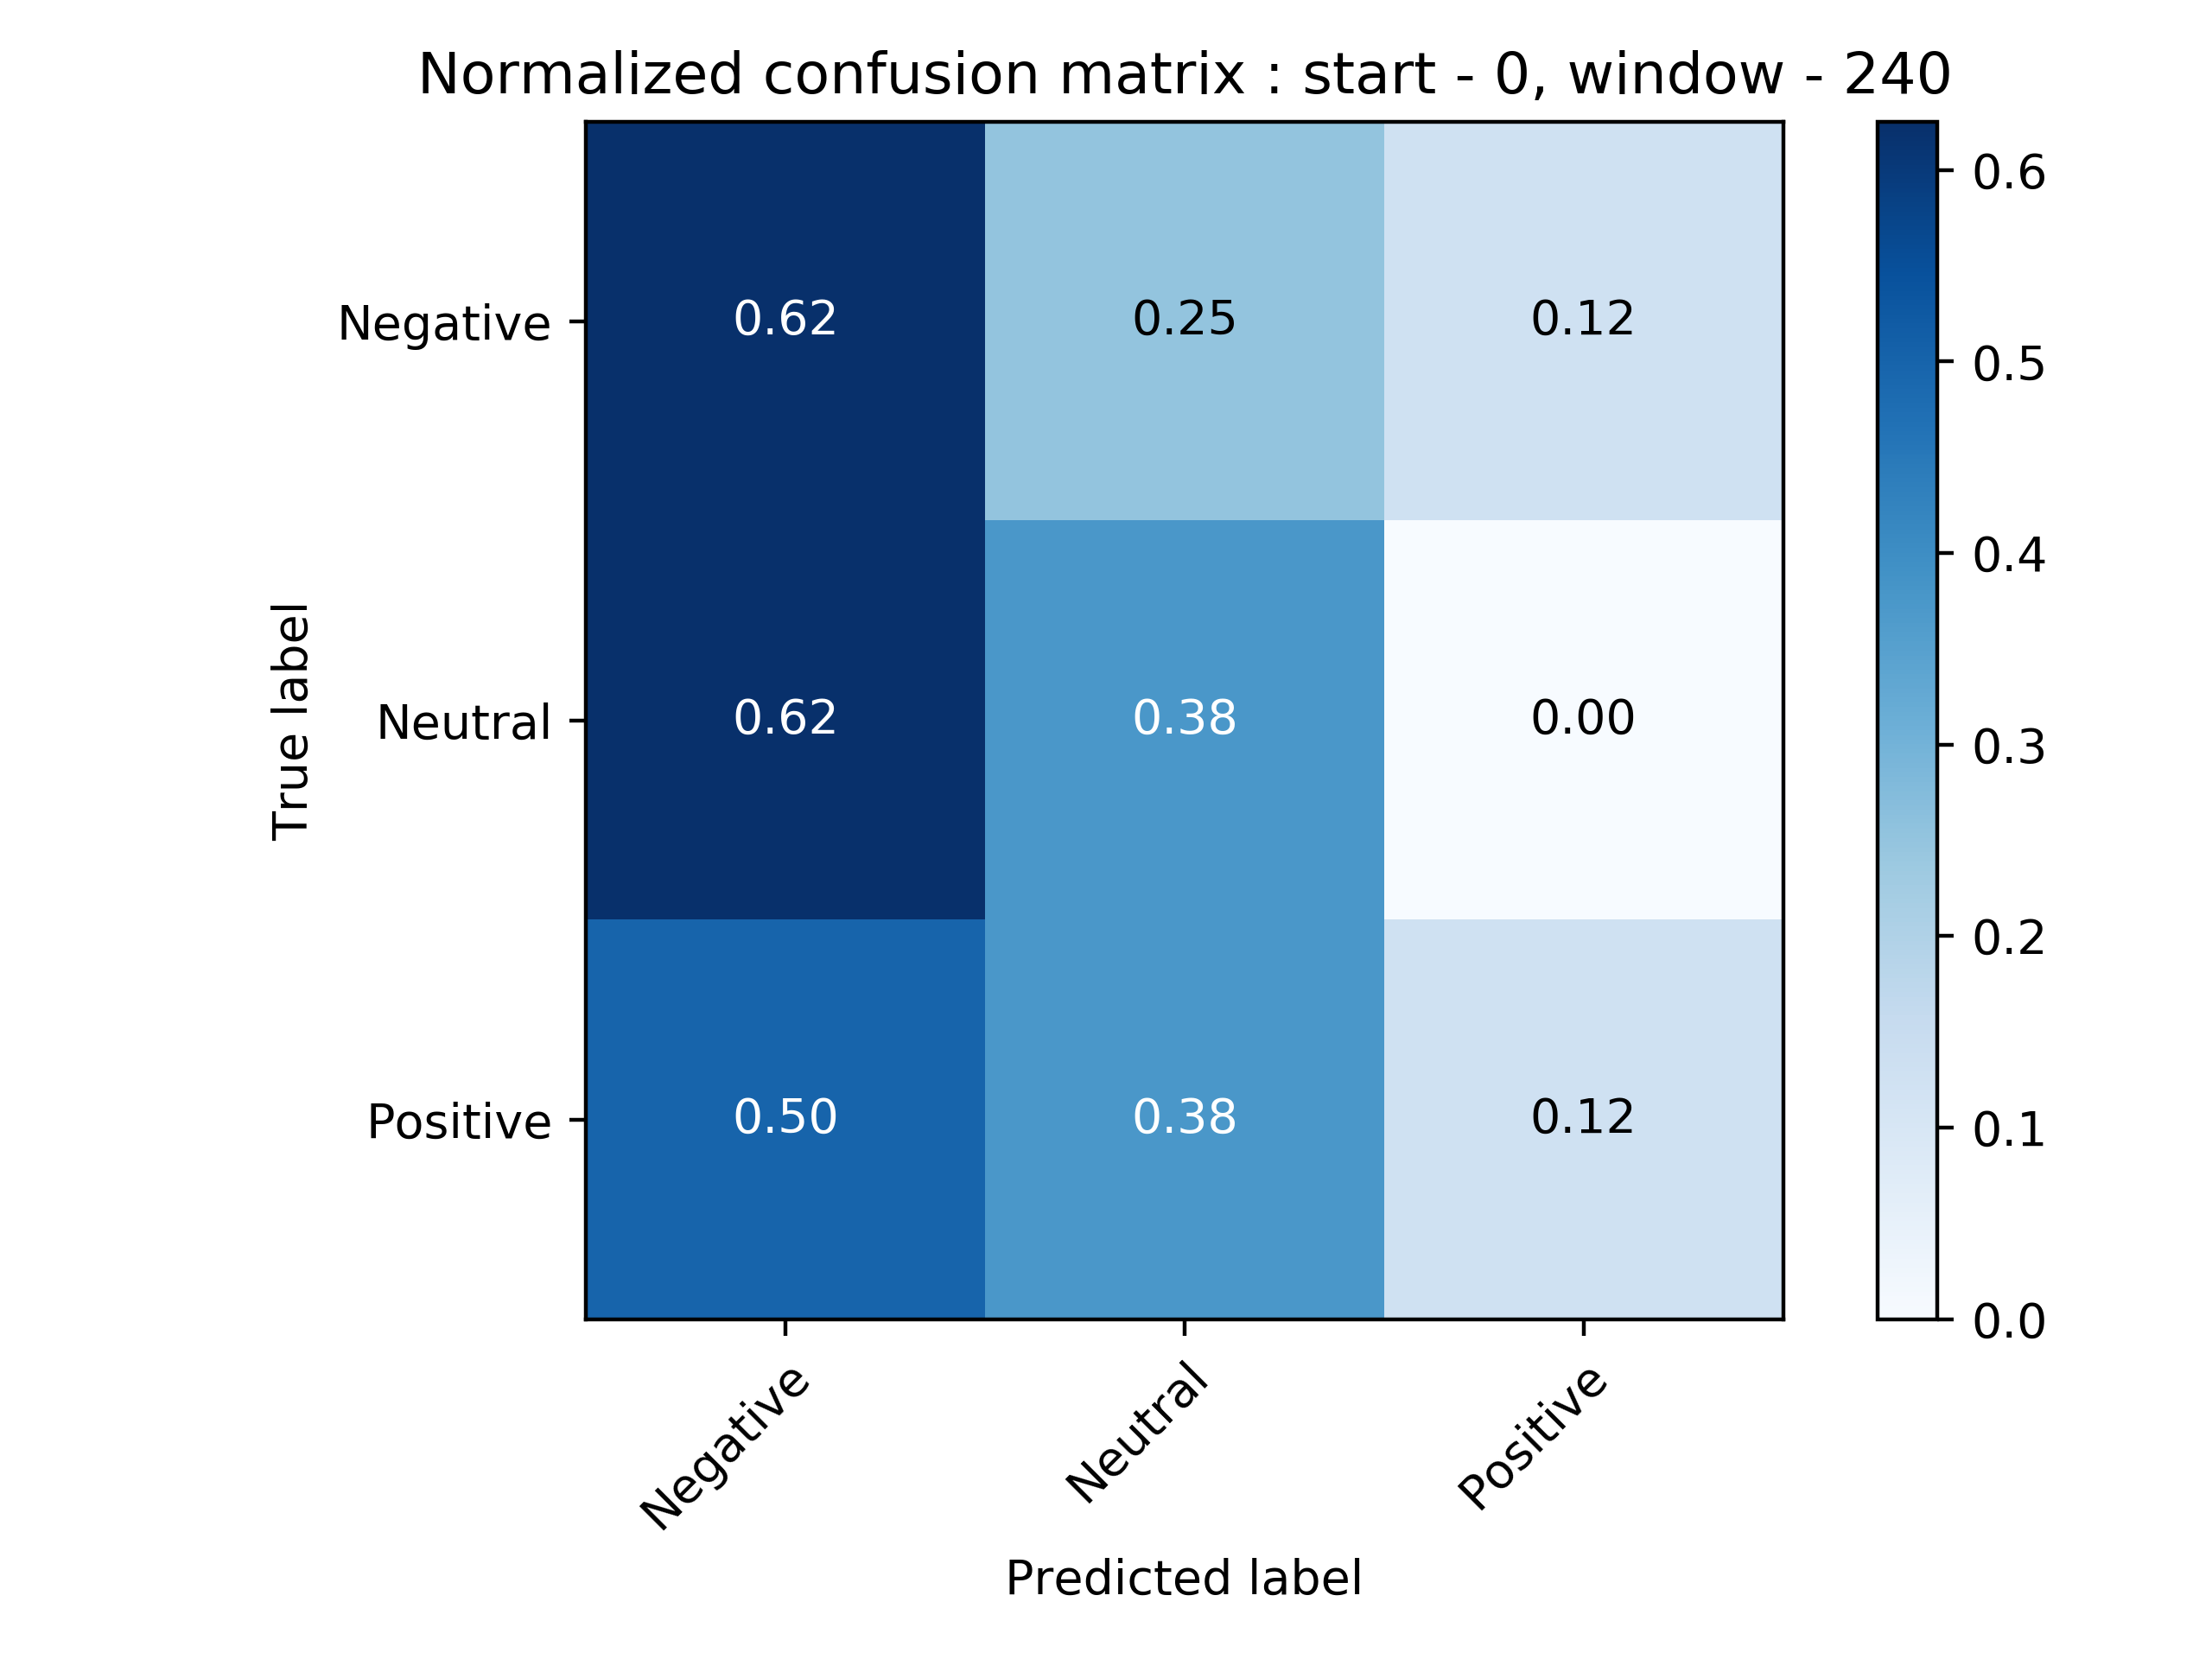 Normalized confusion matrix : start - 0, window - 240
True label
Negative
0.62
0.25
0.12
Neutral
0.62
0.38
0.00
Positive
0.50
0.38
0.12
Negative
Neutral
Positive
Predicted label
0.6
0.5
0.4
0.3
0.2
0.1
0.0